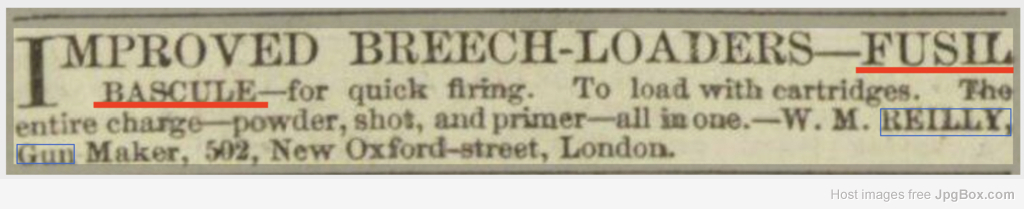 IMPROVED BREECH-LOADERS—FUSIL
BASCULE—for quick firing. To load with cartridges. The
entire charge—powder, shot, and primer—all in one.—W. M. REILLY,
Gun Maker, 502, New Oxford-street, London.
Host images free JpgBox.com